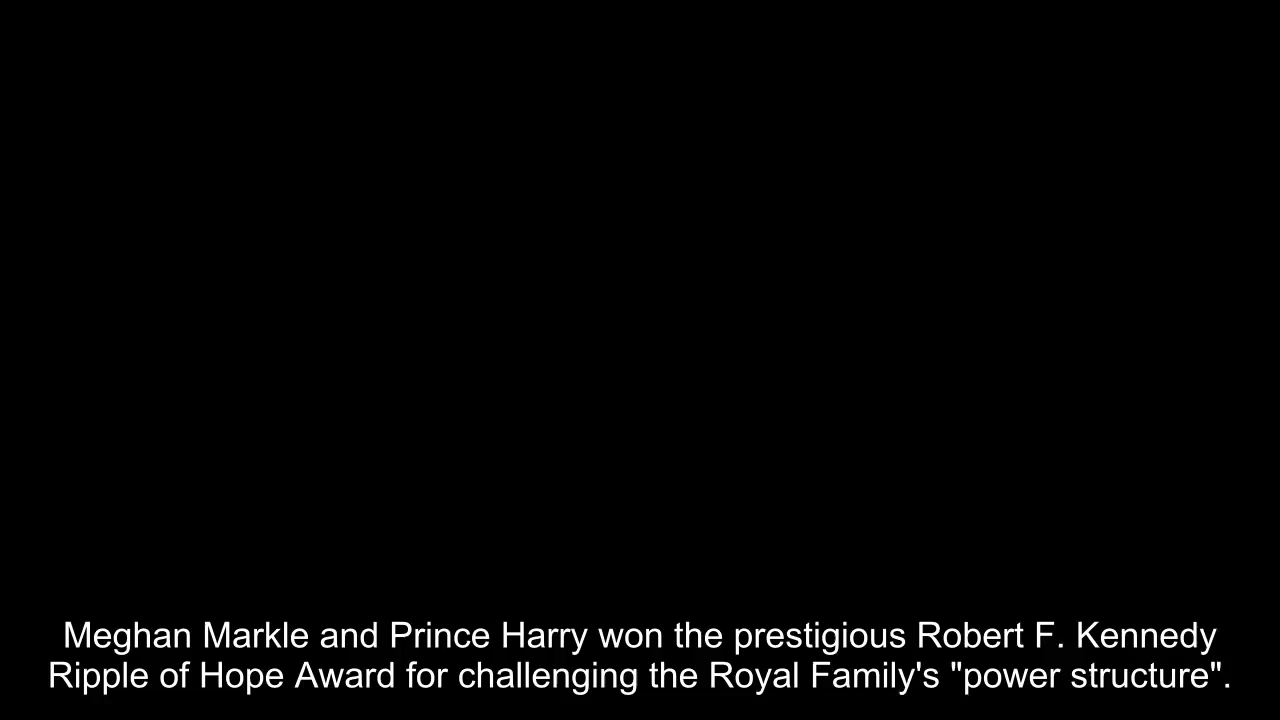 Meghan Markle and Prince Harry won the prestigious Robert F. Kennedy
Ripple of Hope Award for challenging the Royal Family's "power structure".